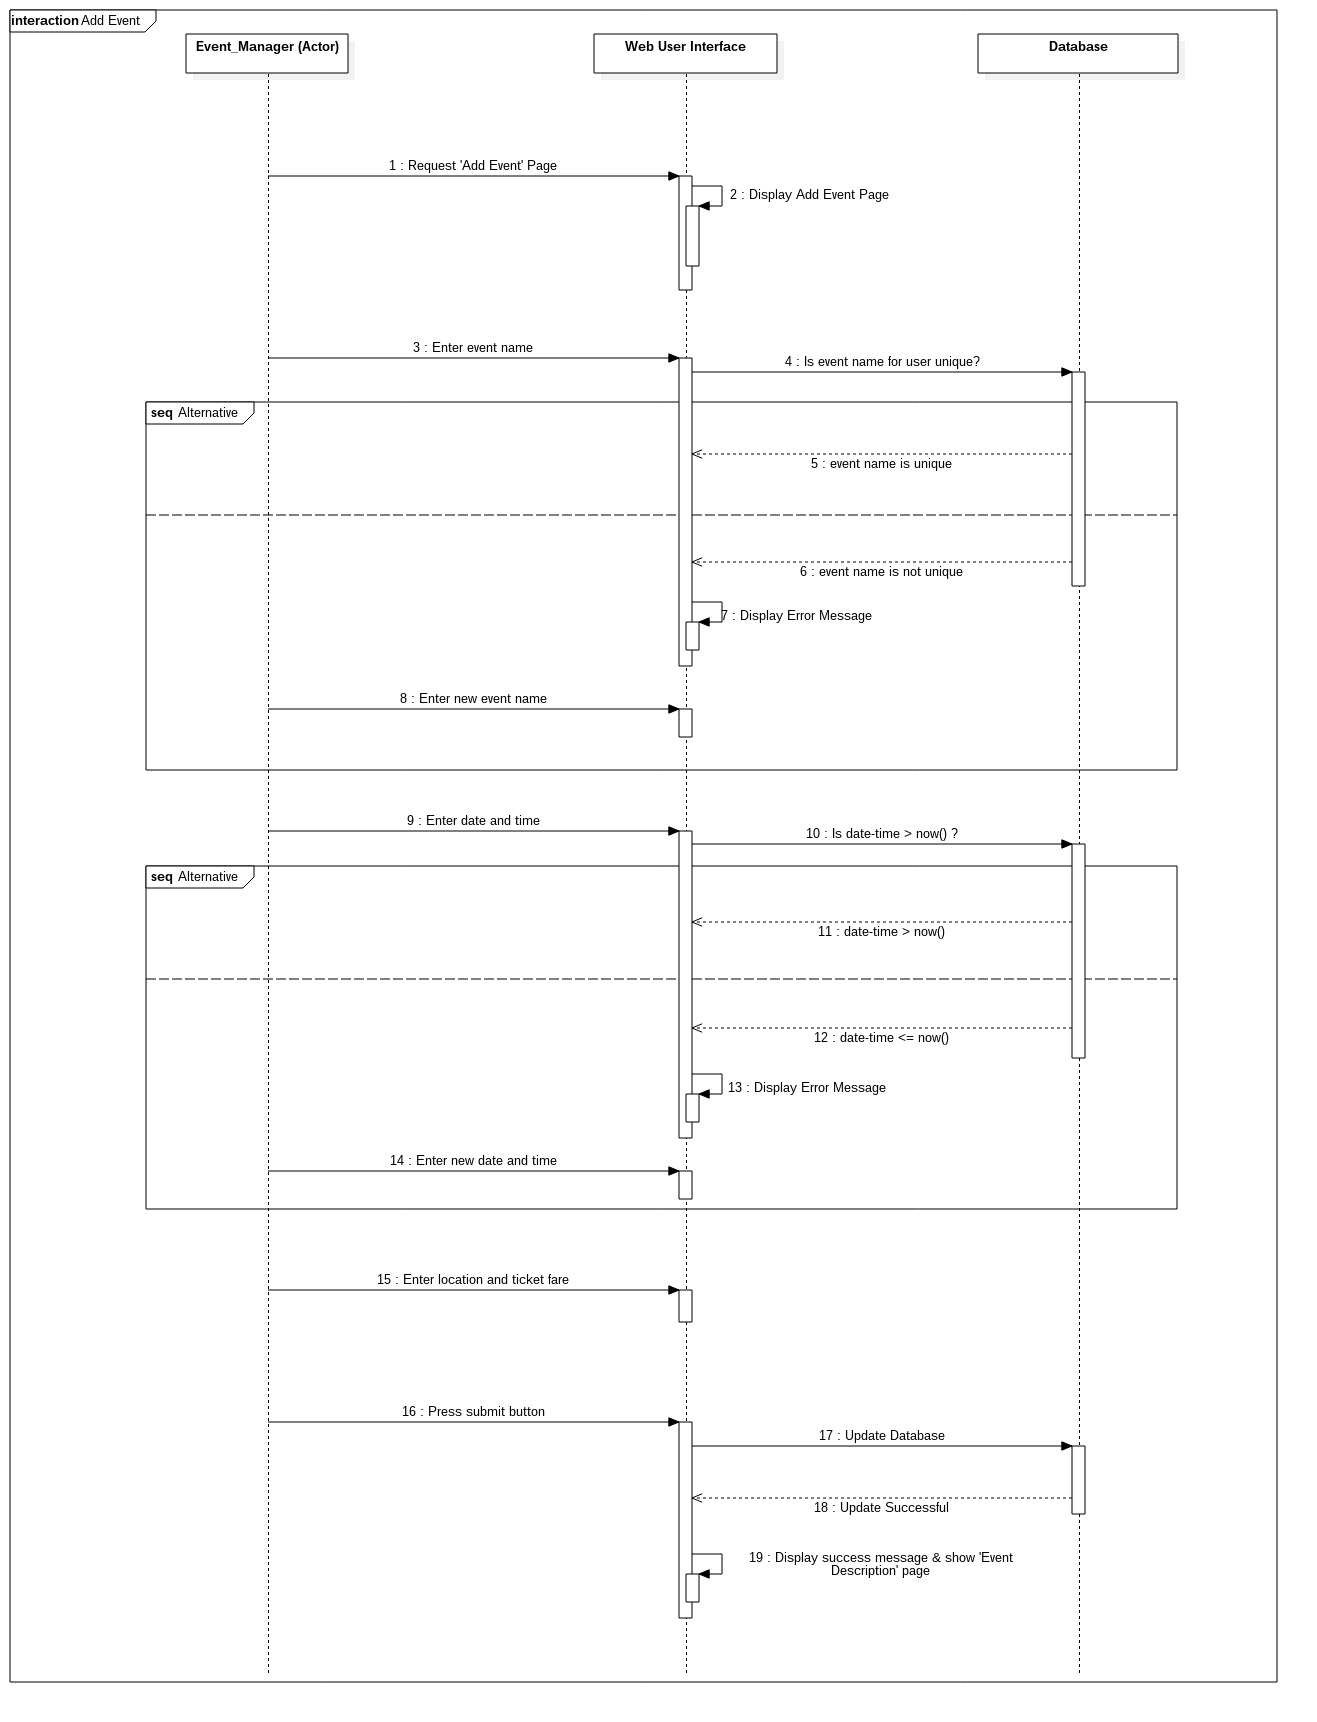 interaction Add Event
Event_Manager (Actor)
Web User Interface
Database
1 : Request 'Add Event' Page
2 : Display Add Event Page
3 : Enter event name
4 : Is event name for user unique?
seq Alternative
5 : event name is unique
6 : event name is not unique
7 : Display Error Message
8 : Enter new event name
9 : Enter date and time
10 : Is date-time > now() ?
seq Alternative
11 : date-time > now()
12 : date-time <= now()
13 : Display Error Message
14 : Enter new date and time
15 : Enter location and ticket fare
16 : Press submit button
17 : Update Database
18 : Update Successful
19 : Display success message & show 'Event
Description' page